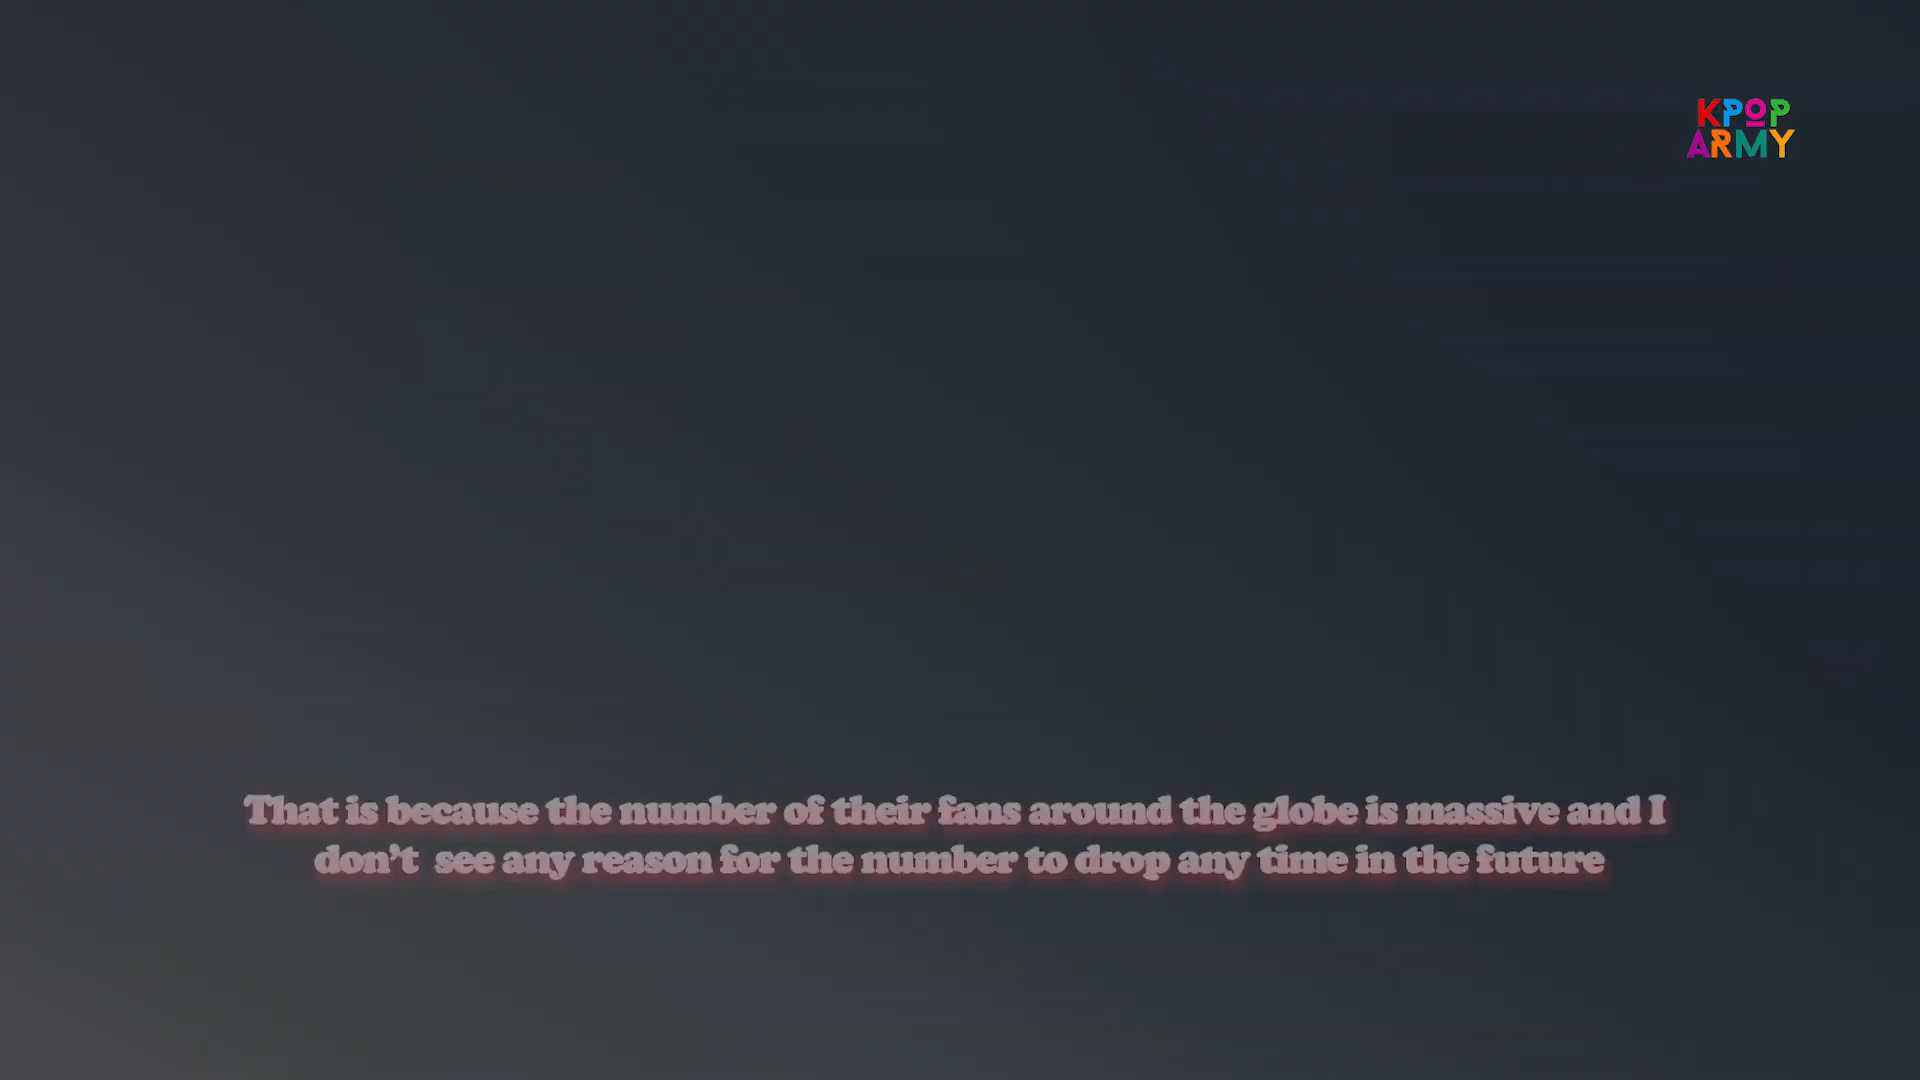 KPOP
ARMY
That is because the number of their fans around the globe is massive and I
don't  see any reason for the number to drop any time in the future